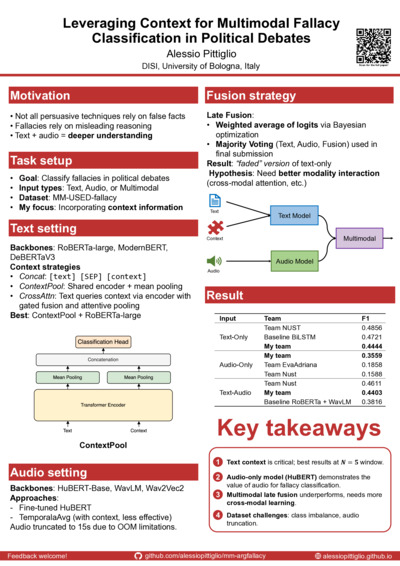 Leveraging Context for Multimodal Fallacy
Classification in Political Debates
Alessio Pittiglio
DISI, University of Bologna, Italy
Motivation
• Not all persuasive techniques rely on false facts
• Fallacies rely on misleading reasoning
• Text + audio = deeper understanding
Task setup
• Goal: Classify fallacies in political debates
• Input types: Text, Audio, or Multimodal
• Dataset: MM-USED-fallacy
• My focus: Incorporating context information
Text setting
Backbones: RoBERTa-large, ModernBERT,
DeBERTaV3
Context strategies
• Concat: [text] [SEP] [context]
• ContextPool: Shared encoder + mean pooling
• CrossAttn: Text queries context via encoder with
gated fusion and attentive pooling
Best: ContextPool + RoBERTa-large
Classification Head
Concatenation
Mean Pooling Mean Pooling
Transformer Encoder
Text Context
ContextPool
Audio setting
Backbones: HuBERT-Base, WavLM, Wav2Vec2
Approaches:
- Fine-tuned HuBERT
- TemporalaAvg (with context, less effective)
Audio truncated to 15s due to OOM limitations.
Fusion strategy
Late Fusion:
• Weighted average of logits via Bayesian
optimization
• Majority Voting (Text, Audio, Fusion) used in
final submission
Result: "faded" version of text-only
Hypothesis: Need better modality interaction
(cross-modal attention, etc.)
Text
Context
Audio
Text Model
Audio Model
Multimodal
Result
Input Team F1
Team NUST 0.4856
Text-Only Baseline BiLSTM 0.4721
My team 0.4444
My team 0.3559
Audio-Only Team EvaAdriana 0.1858
Team Nust 0.1588
Team Nust 0.4611
Text-Audio My team 0.4403
Baseline RoBERTa + WavLM 0.3816
Key takeaways
1 Text context is critical; best results at N = 5 window.
2 Audio-only model (HuBERT) demonstrates the
value of audio for fallacy classification.
3 Multimodal late fusion underperforms, needs more
cross-modal learning.
4 Dataset challenges: class imbalance, audio
truncation.
Feedback welcome!
github.com/alessiopittiglio/mm-argfallacy
alessiopittiglio.github.io